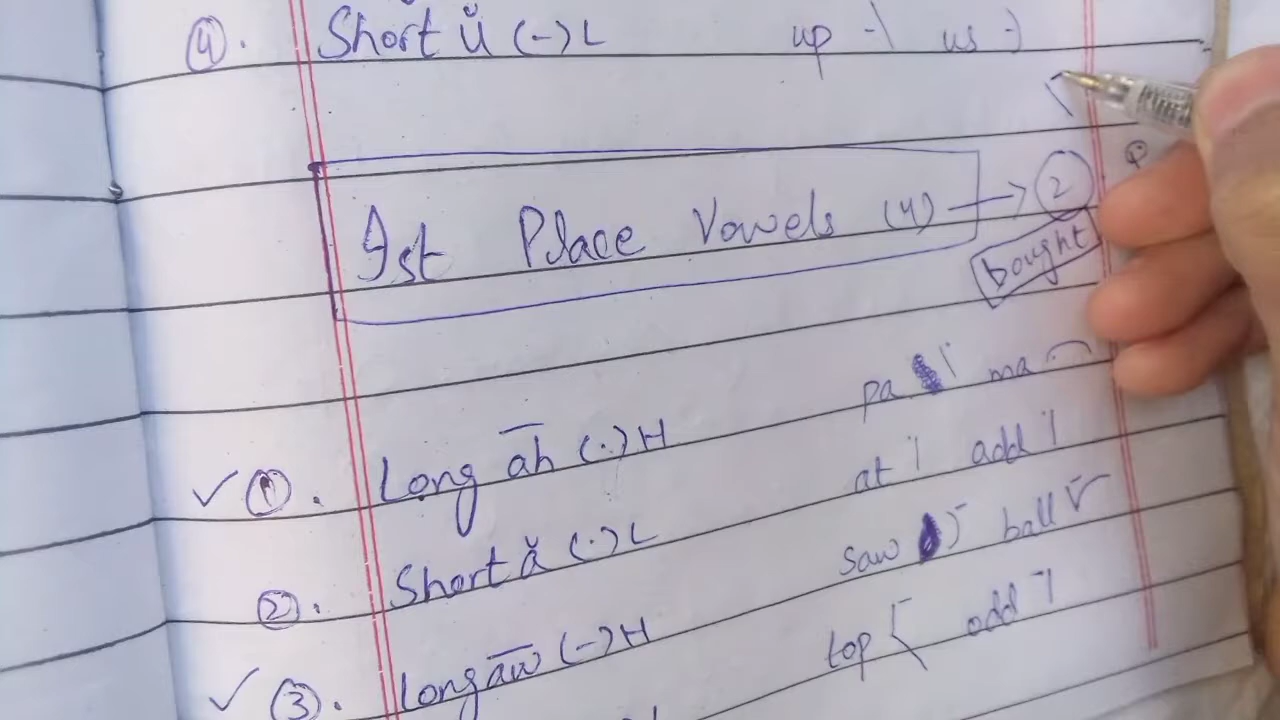 ④. Short ŭ (-) L up -\ us -)
Ist Place Vowels (4) → ②
bought
✓ ①. Long āh (.) H pa ma
②. Short ă (.) L at add
✓ ③. Long āw (-) H saw ball
top odd